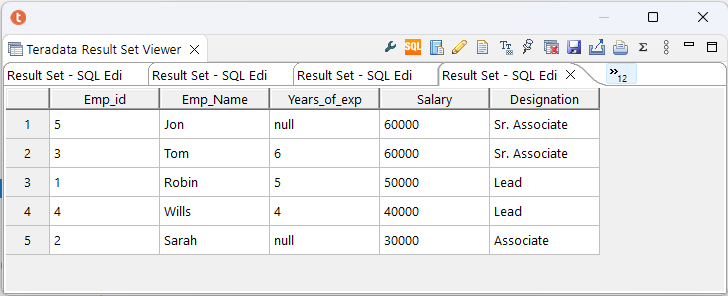 t
Teradata Result Set Viewer SQL Tт Σ
Result Set - SQL Edi Result Set - SQL Edi Result Set - SQL Edi Result Set - SQL Edi »12
Emp_id Emp_Name Years_of_exp Salary Designation
1 5 Jon null 60000 Sr. Associate
2 3 Tom 6 60000 Sr. Associate
3 1 Robin 5 50000 Lead
4 4 Wills 4 40000 Lead
5 2 Sarah null 30000 Associate